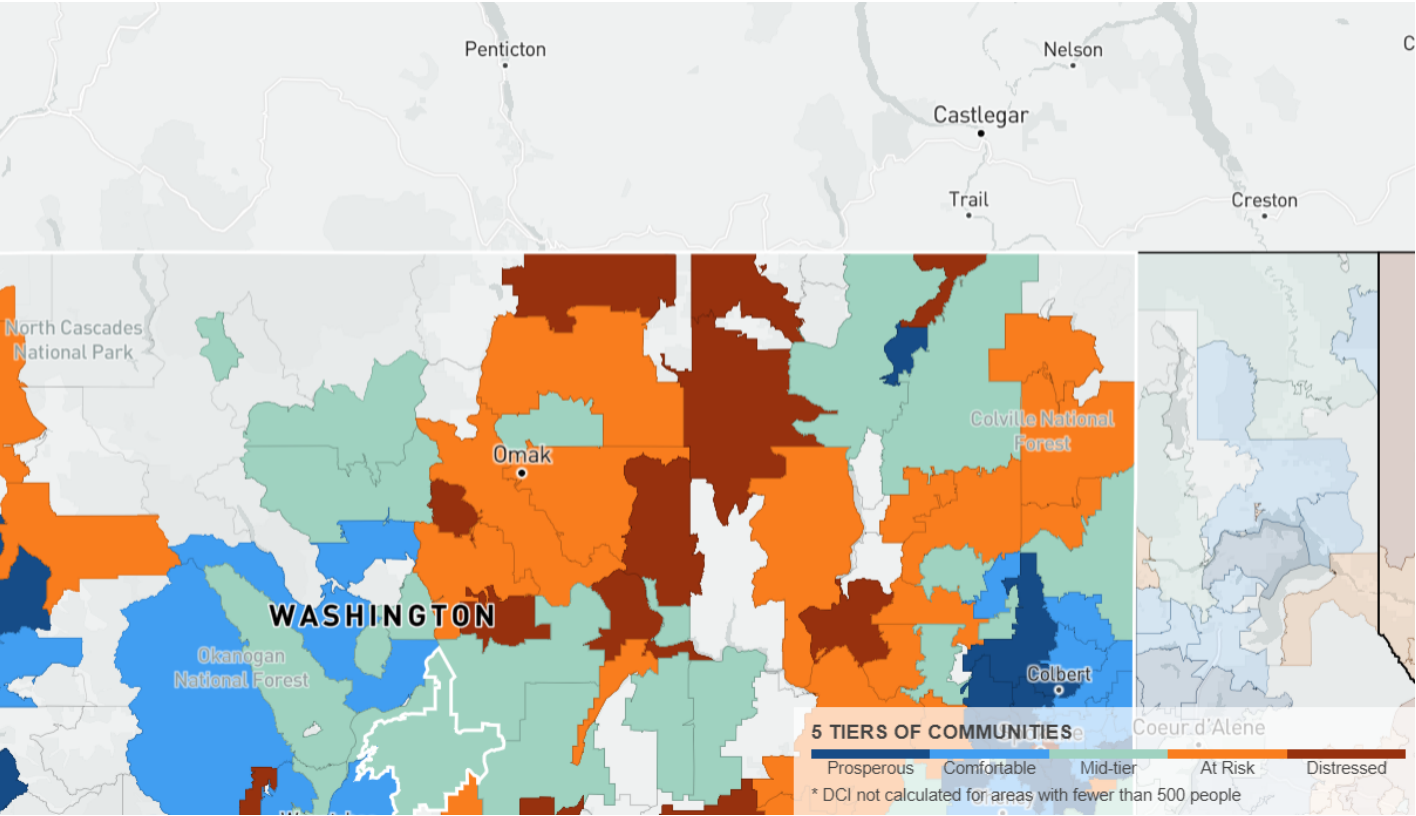 Penticton
Nelson
C
Castlegar
Trail
Creston
North Cascades
National Park
Colville National
Forest
Omak
WASHINGTON
Okanogan
National Forest
Colbert
5 TIERS OF COMMUNITIES
Coeur d'Alene
Prosperous
Comfortable
Mid-tier
At Risk
Distressed
* DCI not calculated for areas with fewer than 500 people